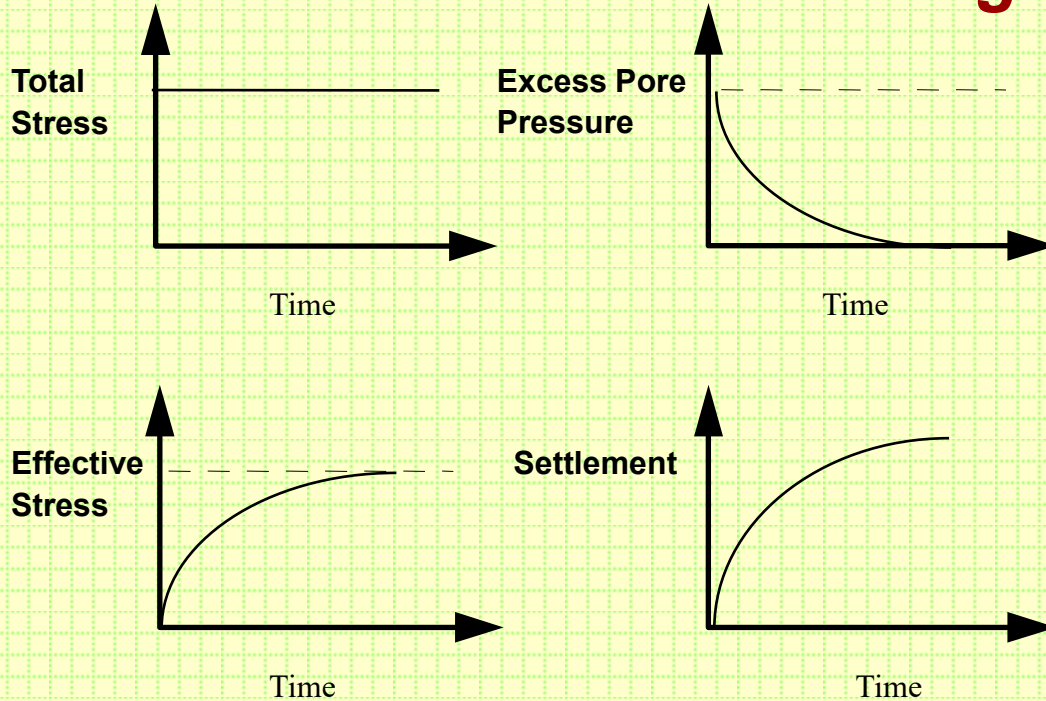 Total
Stress
Excess Pore
Pressure
Time
Time
Effective
Stress
Settlement
Time
Time